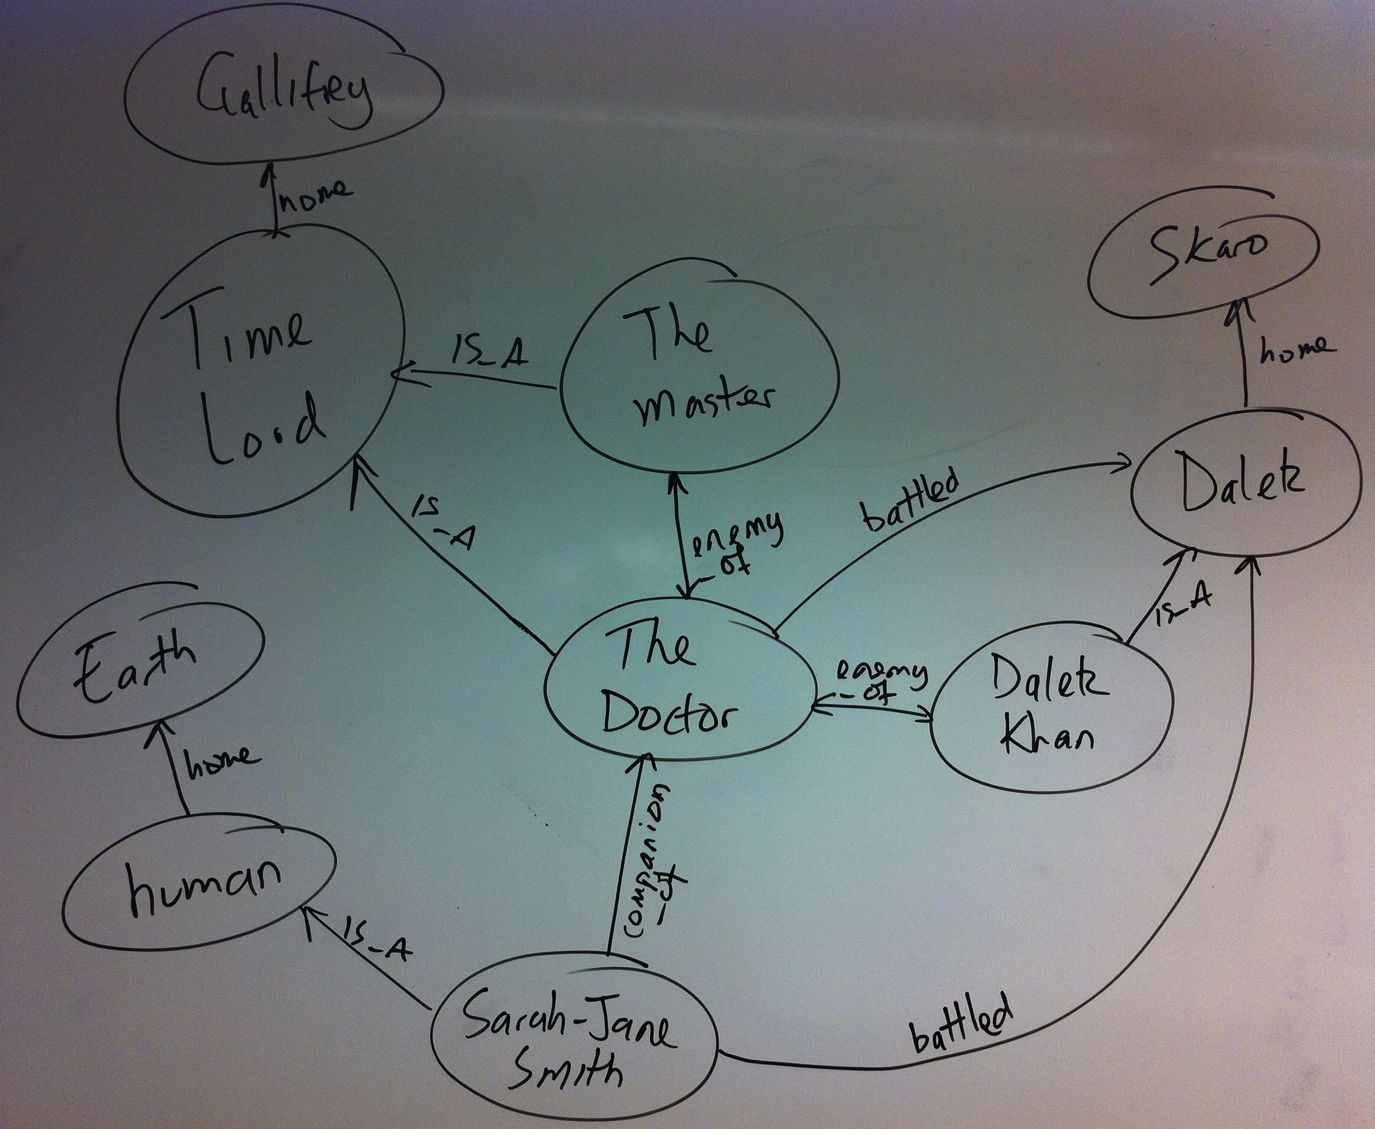 Gallifrey
home
Time
Lord
IS_A
The
Master
Skaro
home
Dalek
battled
IS_A
enemy
_of
Earth
home
The
Doctor
enemy
_of
Dalek
Khan
IS_A
human
companion
_of
IS_A
Sarah-Jane
Smith
battled